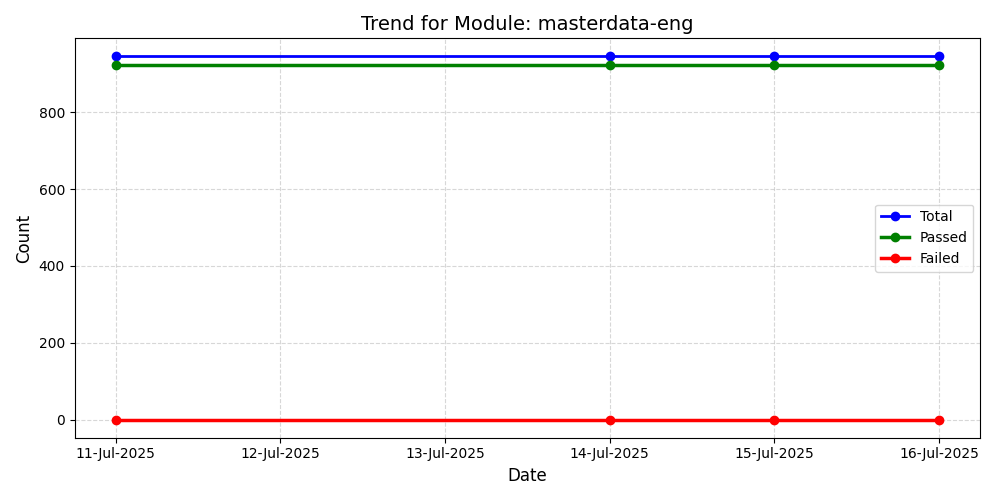 Trend for Module: masterdata-eng
Count
800
600
400
200
0
Total
Passed
Failed
11-Jul-2025
12-Jul-2025
13-Jul-2025
14-Jul-2025
15-Jul-2025
16-Jul-2025
Date